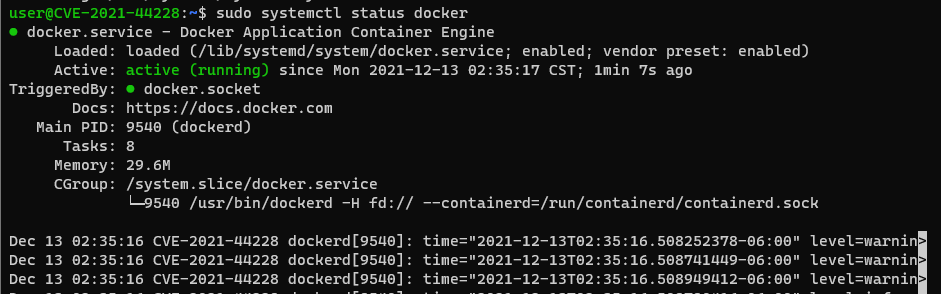 user@CVE-2021-44228:~$ sudo systemctl status docker
● docker.service - Docker Application Container Engine
Loaded: loaded (/lib/systemd/system/docker.service; enabled; vendor preset: enabled)
Active: active (running) since Mon 2021-12-13 02:35:17 CST; 1min 7s ago
TriggeredBy: ● docker.socket
Docs: https://docs.docker.com
Main PID: 9540 (dockerd)
Tasks: 8
Memory: 29.6M
CGroup: /system.slice/docker.service
└─9540 /usr/bin/dockerd -H fd:// --containerd=/run/containerd/containerd.sock
Dec 13 02:35:16 CVE-2021-44228 dockerd[9540]: time="2021-12-13T02:35:16.508252378-06:00" level=warnin>
Dec 13 02:35:16 CVE-2021-44228 dockerd[9540]: time="2021-12-13T02:35:16.508741449-06:00" level=warnin>
Dec 13 02:35:16 CVE-2021-44228 dockerd[9540]: time="2021-12-13T02:35:16.508949412-06:00" level=warnin>